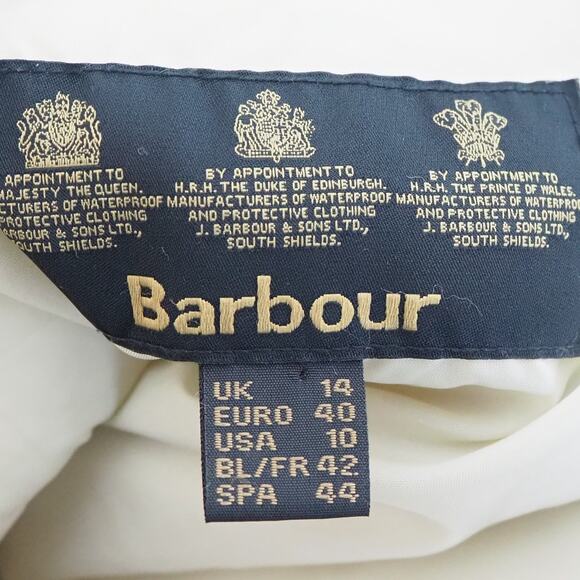 APPOINTMENT TO
MAJESTY THE QUEEN.
CTURERS OF WATERPROOF
PROTECTIVE CLOTHING
BARBOUR & SONS LTD.,
SOUTH SHIELDS.
BY APPOINTMENT TO
H.R.H. THE DUKE OF EDINBURGH.
MANUFACTURERS OF WATERPROOF
AND PROTECTIVE CLOTHING
J. BARBOUR & SONS LTD.,
SOUTH SHIELDS.
BY APPOINTMENT TO
H.R.H. THE PRINCE OF WALES.
MANUFACTURERS OF WATERPROO
AND PROTECTIVE CLOTHING
J. BARBOUR & SONS LTD.,
SOUTH SHIELDS.
Barbour
UK 14
EURO 40
USA 10
BL/FR 42
SPA 44